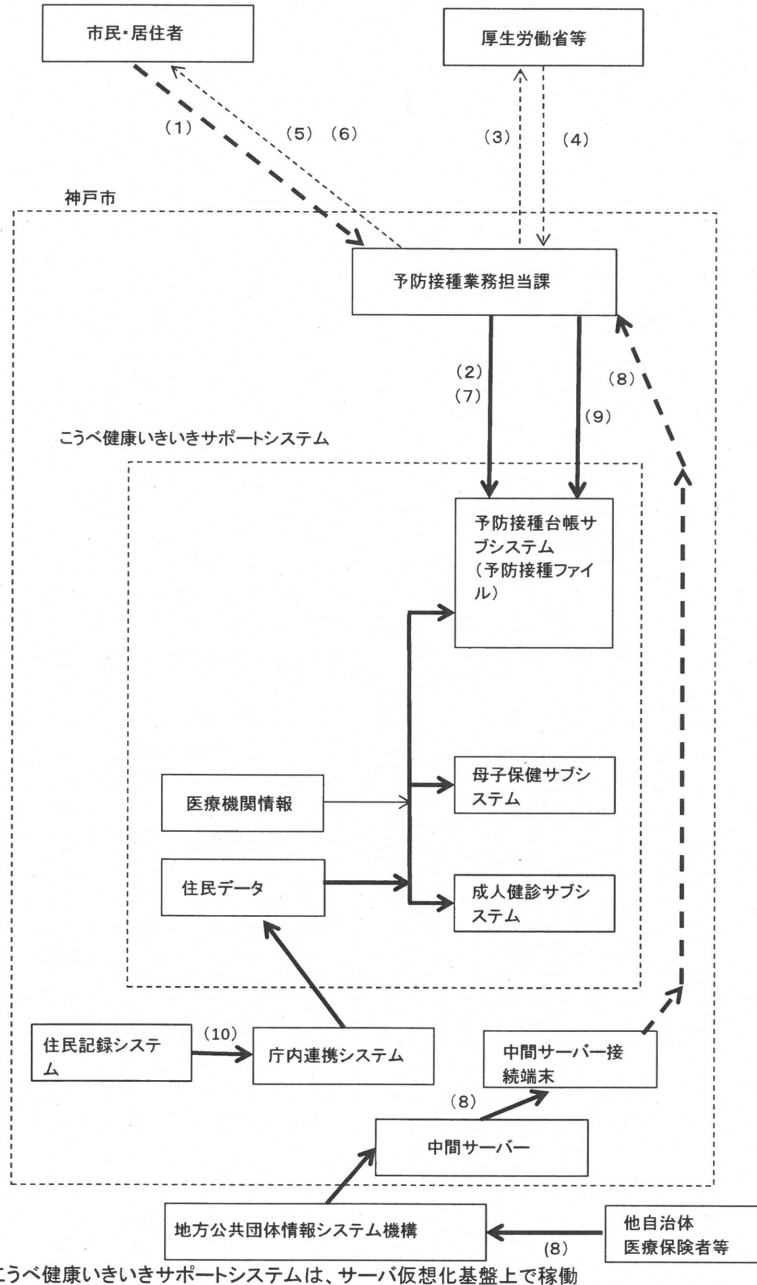 市民・居住者
厚生労働省等
(1)
(5) (6)
(3)
(4)
神戸市
予防接種業務担当課
(2)
(7)
(8)
(9)
こうべ健康いきいきサポートシステム
予防接種台帳サ
ブシステム
(予防接種ファイ
ル)
母子保健サブシ
ステム
医療機関情報
住民データ
成人健診サブシ
ステム
住民記録システ
ム
(10)
庁内連携システム
中間サーバー接
続端末
(8)
中間サーバー
地方公共団体情報システム機構
(8)
他自治体
医療保険者等
こうべ健康いきいきサポートシステムは、サーバ仮想化基盤上で稼働